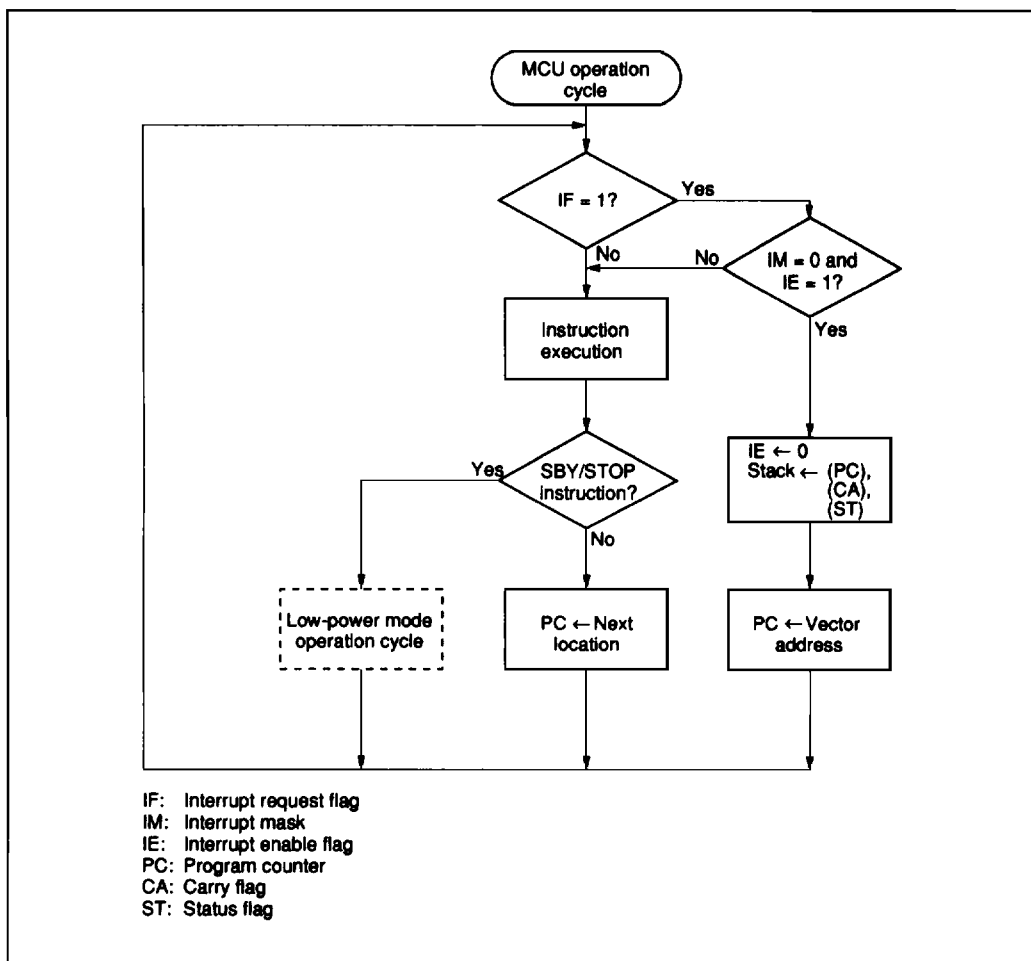 MCU operation
cycle
IF = 1?
Yes
No
IM = 0 and
IE = 1?
No
Yes
Instruction
execution
SBY/STOP
instruction?
Yes
No
IE ← 0
Stack ← (PC),
(CA),
(ST)
Low-power mode
operation cycle
PC ← Next
location
PC ← Vector
address
IF: Interrupt request flag
IM: Interrupt mask
IE: Interrupt enable flag
PC: Program counter
CA: Carry flag
ST: Status flag